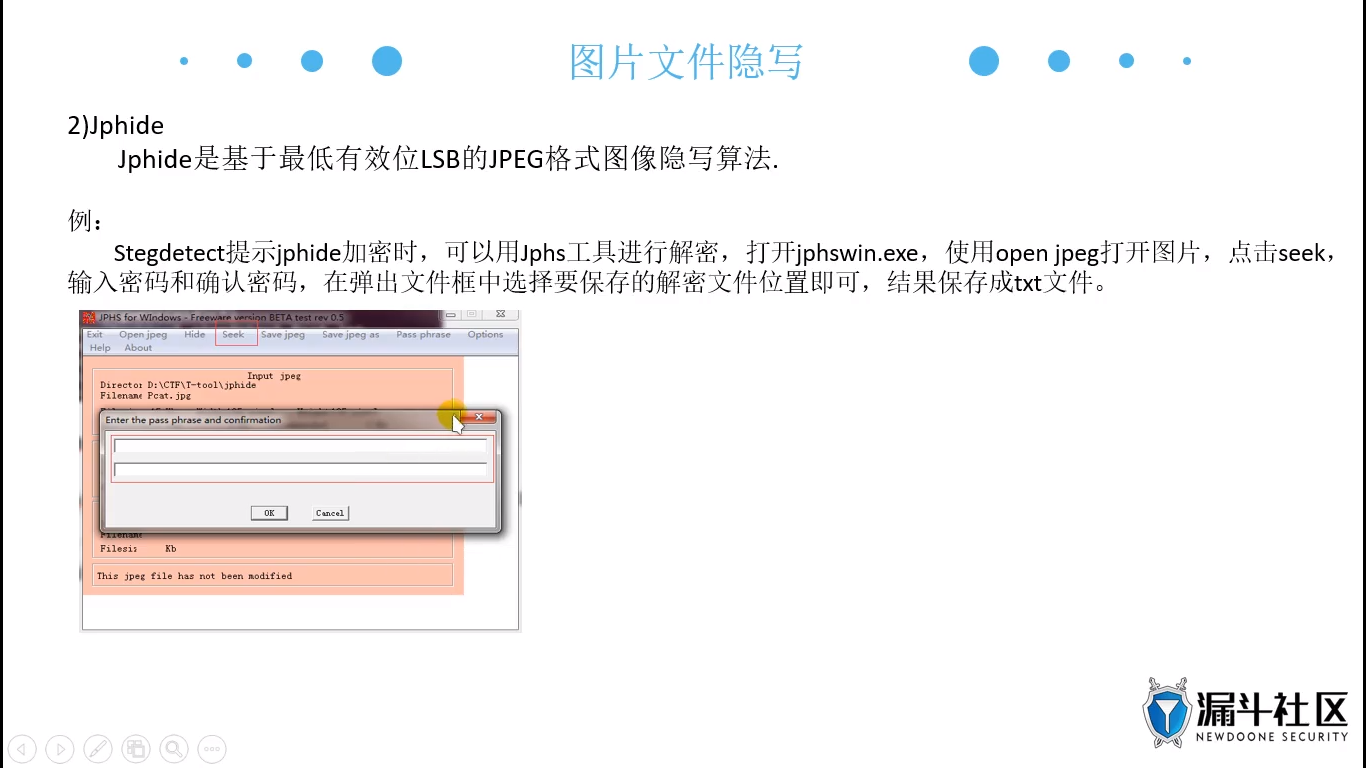 图片文件隐写
2)Jphide
Jphide是基于最低有效位LSB的JPEG格式图像隐写算法.
例：
Stegdetect提示jphide加密时，可以用Jphs工具进行解密，打开jphswin.exe，使用open jpeg打开图片，点击seek，
输入密码和确认密码，在弹出文件框中选择要保存的解密文件位置即可，结果保存成txt文件。
JPHS for WIndows - Freeware version BETA test rev 0.5
Exit Open jpeg Hide Seek Save jpeg Save jpeg as Pass phrase Options
Help About
Input jpeg
Director D:\CTF\T-tool\jphide
Filename Pcat.jpg
Enter the pass phrase and confirmation
OK Cancel
Filename
Filesiz Kb
This jpeg file has not been modified
漏斗社区
NEWDOONE SECURITY